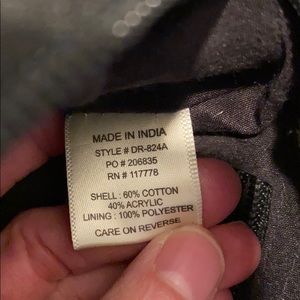 MADE IN INDIA
STYLE # DR-824A
PO # 206835
RN # 117778
SHELL : 60% COTTON
40% ACRYLIC
LINING : 100% POLYESTER
CARE ON REVERSE